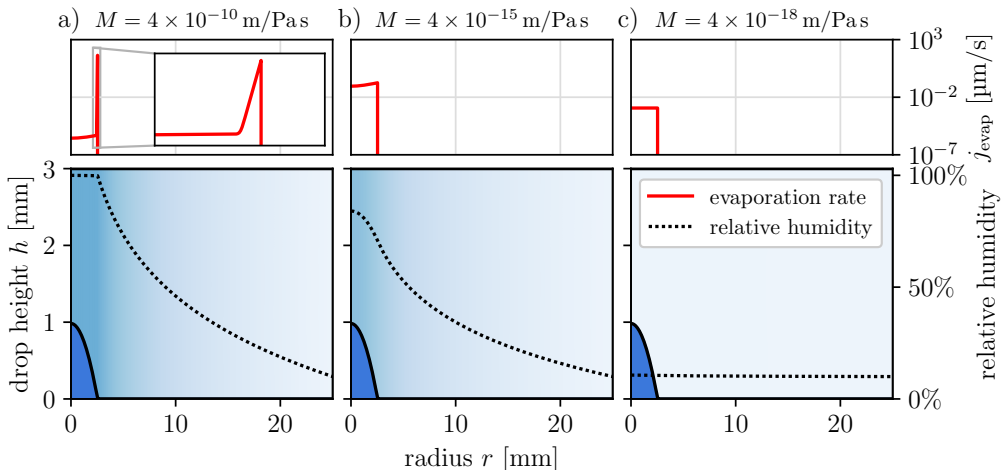 a) M = 4 × 10⁻¹⁰ m/Pa s
b) M = 4 × 10⁻¹⁵ m/Pa s
c) M = 4 × 10⁻¹⁸ m/Pa s
10³
10⁻²
10⁻⁷
j_evap [µm/s]
3
2
1
0
drop height h [mm]
evaporation rate
relative humidity
100%
50%
0%
relative humidity
0 10 20
0 10 20
0 10 20
radius r [mm]